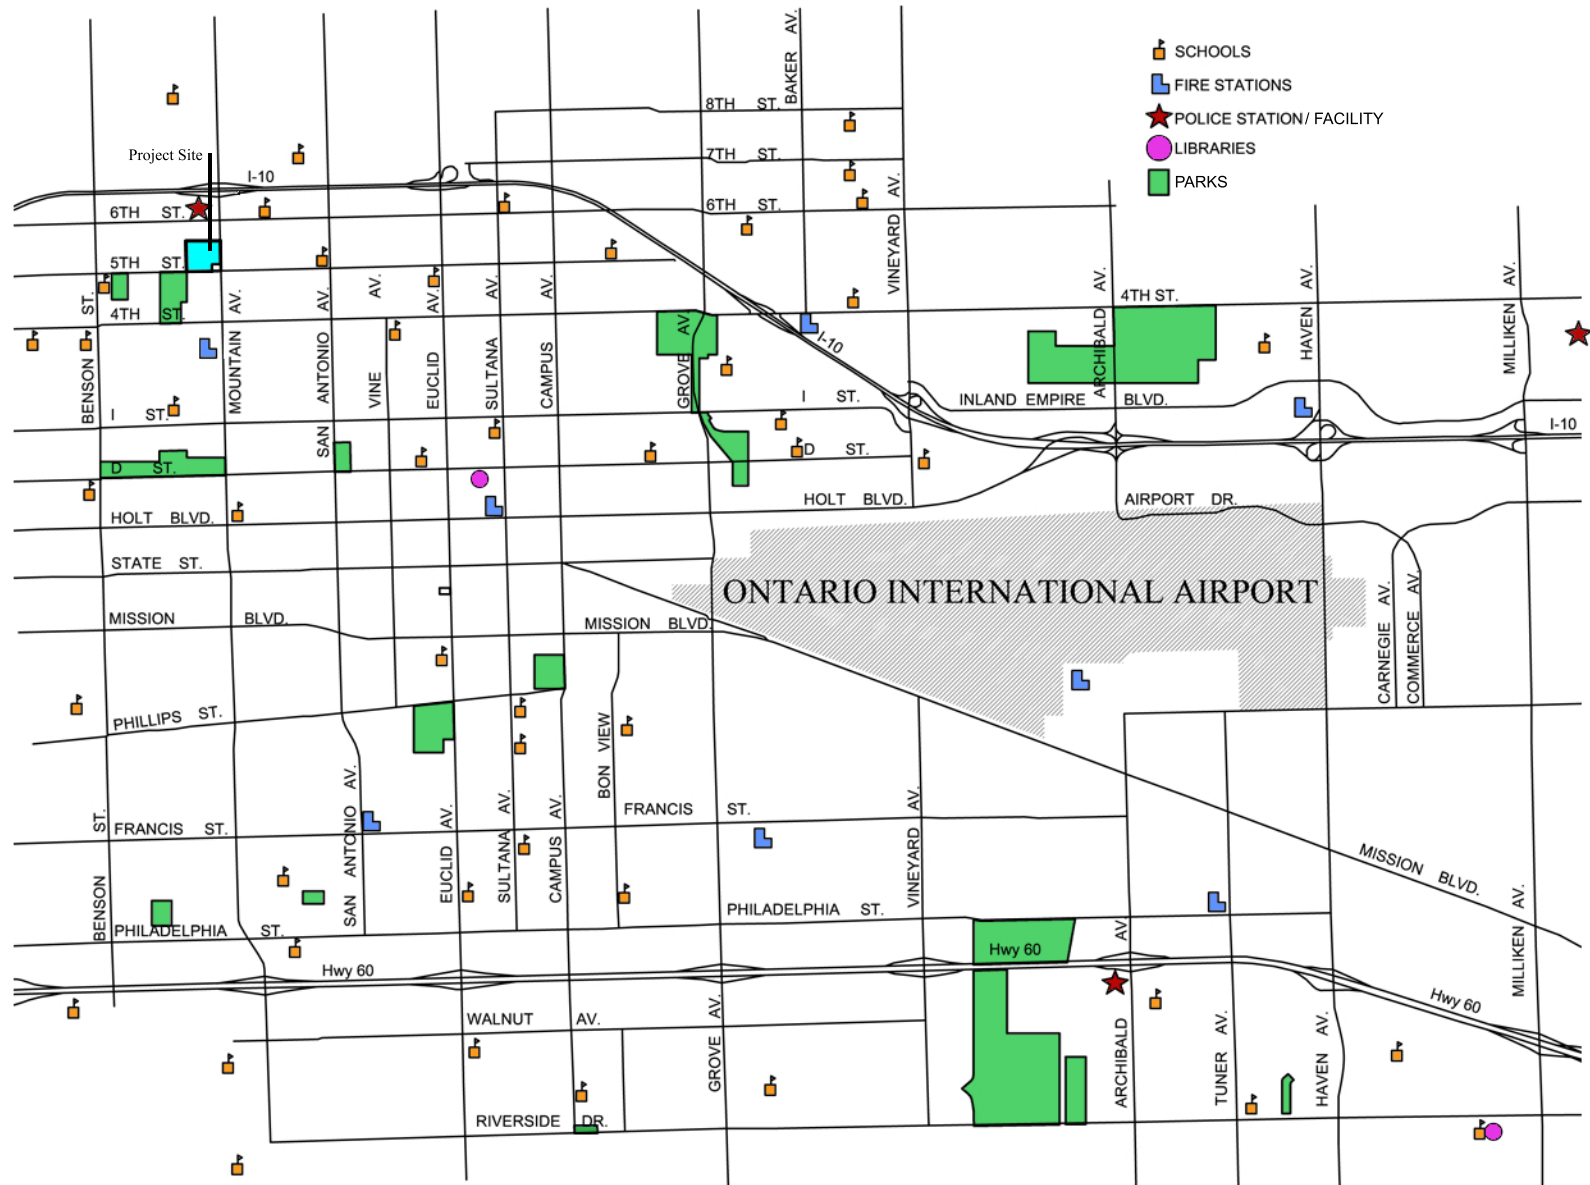 BAKER AV.
SCHOOLS
FIRE STATIONS
POLICE STATION/ FACILITY
LIBRARIES
PARKS
8TH ST.
7TH ST.
Project Site
I-10
6TH ST.
6TH ST.
VINEYARD AV.
5TH ST.
4TH ST.
4TH ST.
BENSON ST.
MOUNTAIN AV.
SAN ANTONIO AV.
VINE AV.
EUCLID AV.
SULTANA AV.
CAMPUS AV.
GROVE AV.
I-10
ARCHIBALD AV.
HAVEN AV.
MILLIKEN AV.
I ST.
I ST.
INLAND EMPIRE BLVD.
I-10
D ST.
D ST.
HOLT BLVD.
HOLT BLVD.
AIRPORT DR.
STATE ST.
ONTARIO INTERNATIONAL AIRPORT
MISSION BLVD.
MISSION BLVD.
CARNEGIE AV.
COMMERCE AV.
PHILLIPS ST.
BON VIEW
BENSON ST.
FRANCIS ST.
SAN ANTONIO AV.
EUCLID AV.
SULTANA AV.
CAMPUS AV.
FRANCIS ST.
VINEYARD AV.
MISSION BLVD.
PHILADELPHIA ST.
PHILADELPHIA ST.
MILLIKEN AV.
Hwy 60
Hwy 60
Hwy 60
WALNUT AV.
GROVE AV.
ARCHIBALD AV
TUNER AV.
HAVEN AV.
RIVERSIDE DR.